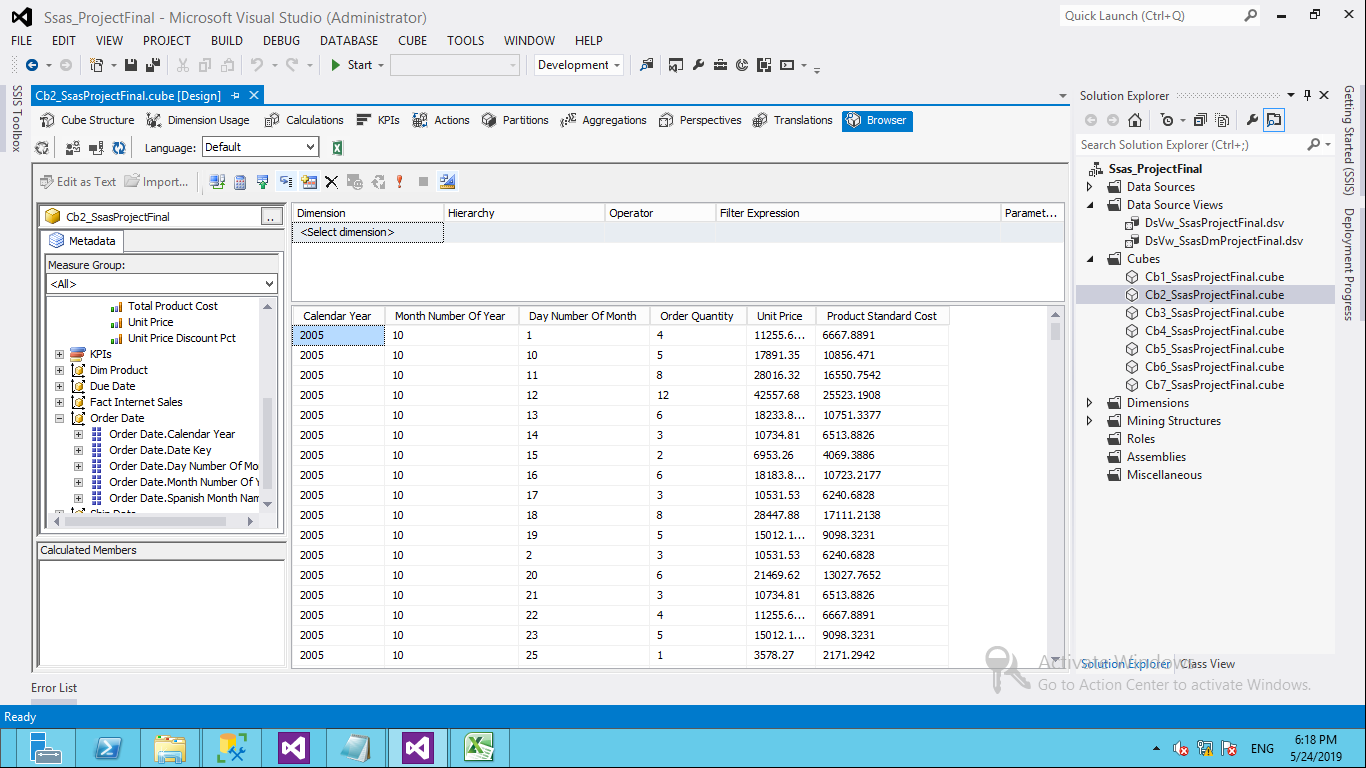 Ssas_ProjectFinal - Microsoft Visual Studio (Administrator)
Quick Launch (Ctrl+Q)
FILE EDIT VIEW PROJECT BUILD DEBUG DATABASE CUBE TOOLS WINDOW HELP
Start Development
SSIS Toolbox
Cb2_SsasProjectFinal.cube [Design]
Cube Structure Dimension Usage Calculations KPIs Actions Partitions Aggregations Perspectives Translations Browser
Language: Default
Edit as Text Import...
Cb2_SsasProjectFinal ..
Metadata
Measure Group:
<All>
Total Product Cost
Unit Price
Unit Price Discount Pct
KPIs
Dim Product
Due Date
Fact Internet Sales
Order Date
Order Date.Calendar Year
Order Date.Date Key
Order Date.Day Number Of Mo
Order Date.Month Number Of Y
Order Date.Spanish Month Nam
Ship Date
Calculated Members
Dimension Hierarchy Operator Filter Expression Paramet...
<Select dimension>
Calendar Year Month Number Of Year Day Number Of Month Order Quantity Unit Price Product Standard Cost
2005 10 1 4 11255.6... 6667.8891
2005 10 10 5 17891.35 10856.471
2005 10 11 8 28016.32 16550.7542
2005 10 12 12 42557.68 25523.1908
2005 10 13 6 18233.8... 10751.3377
2005 10 14 3 10734.81 6513.8826
2005 10 15 2 6953.26 4069.3886
2005 10 16 6 18183.8... 10723.2177
2005 10 17 3 10531.53 6240.6828
2005 10 18 8 28447.88 17111.2138
2005 10 19 5 15012.1... 9098.3231
2005 10 2 3 10531.53 6240.6828
2005 10 20 6 21469.62 13027.7652
2005 10 21 3 10734.81 6513.8826
2005 10 22 4 11255.6... 6667.8891
2005 10 23 5 15012.1... 9098.3231
2005 10 25 1 3578.27 2171.2942
Solution Explorer
Search Solution Explorer (Ctrl+;)
Ssas_ProjectFinal
Data Sources
Data Source Views
DsVw_SsasProjectFinal.dsv
DsVw_SsasDmProjectFinal.dsv
Cubes
Cb1_SsasProjectFinal.cube
Cb2_SsasProjectFinal.cube
Cb3_SsasProjectFinal.cube
Cb4_SsasProjectFinal.cube
Cb5_SsasProjectFinal.cube
Cb6_SsasProjectFinal.cube
Cb7_SsasProjectFinal.cube
Dimensions
Mining Structures
Roles
Assemblies
Miscellaneous
Solution Explorer Class View
Getting Started (SSIS)
Deployment Progress
Activate Windows
Go to Action Center to activate Windows.
Error List
Ready
ENG
6:18 PM
5/24/2019